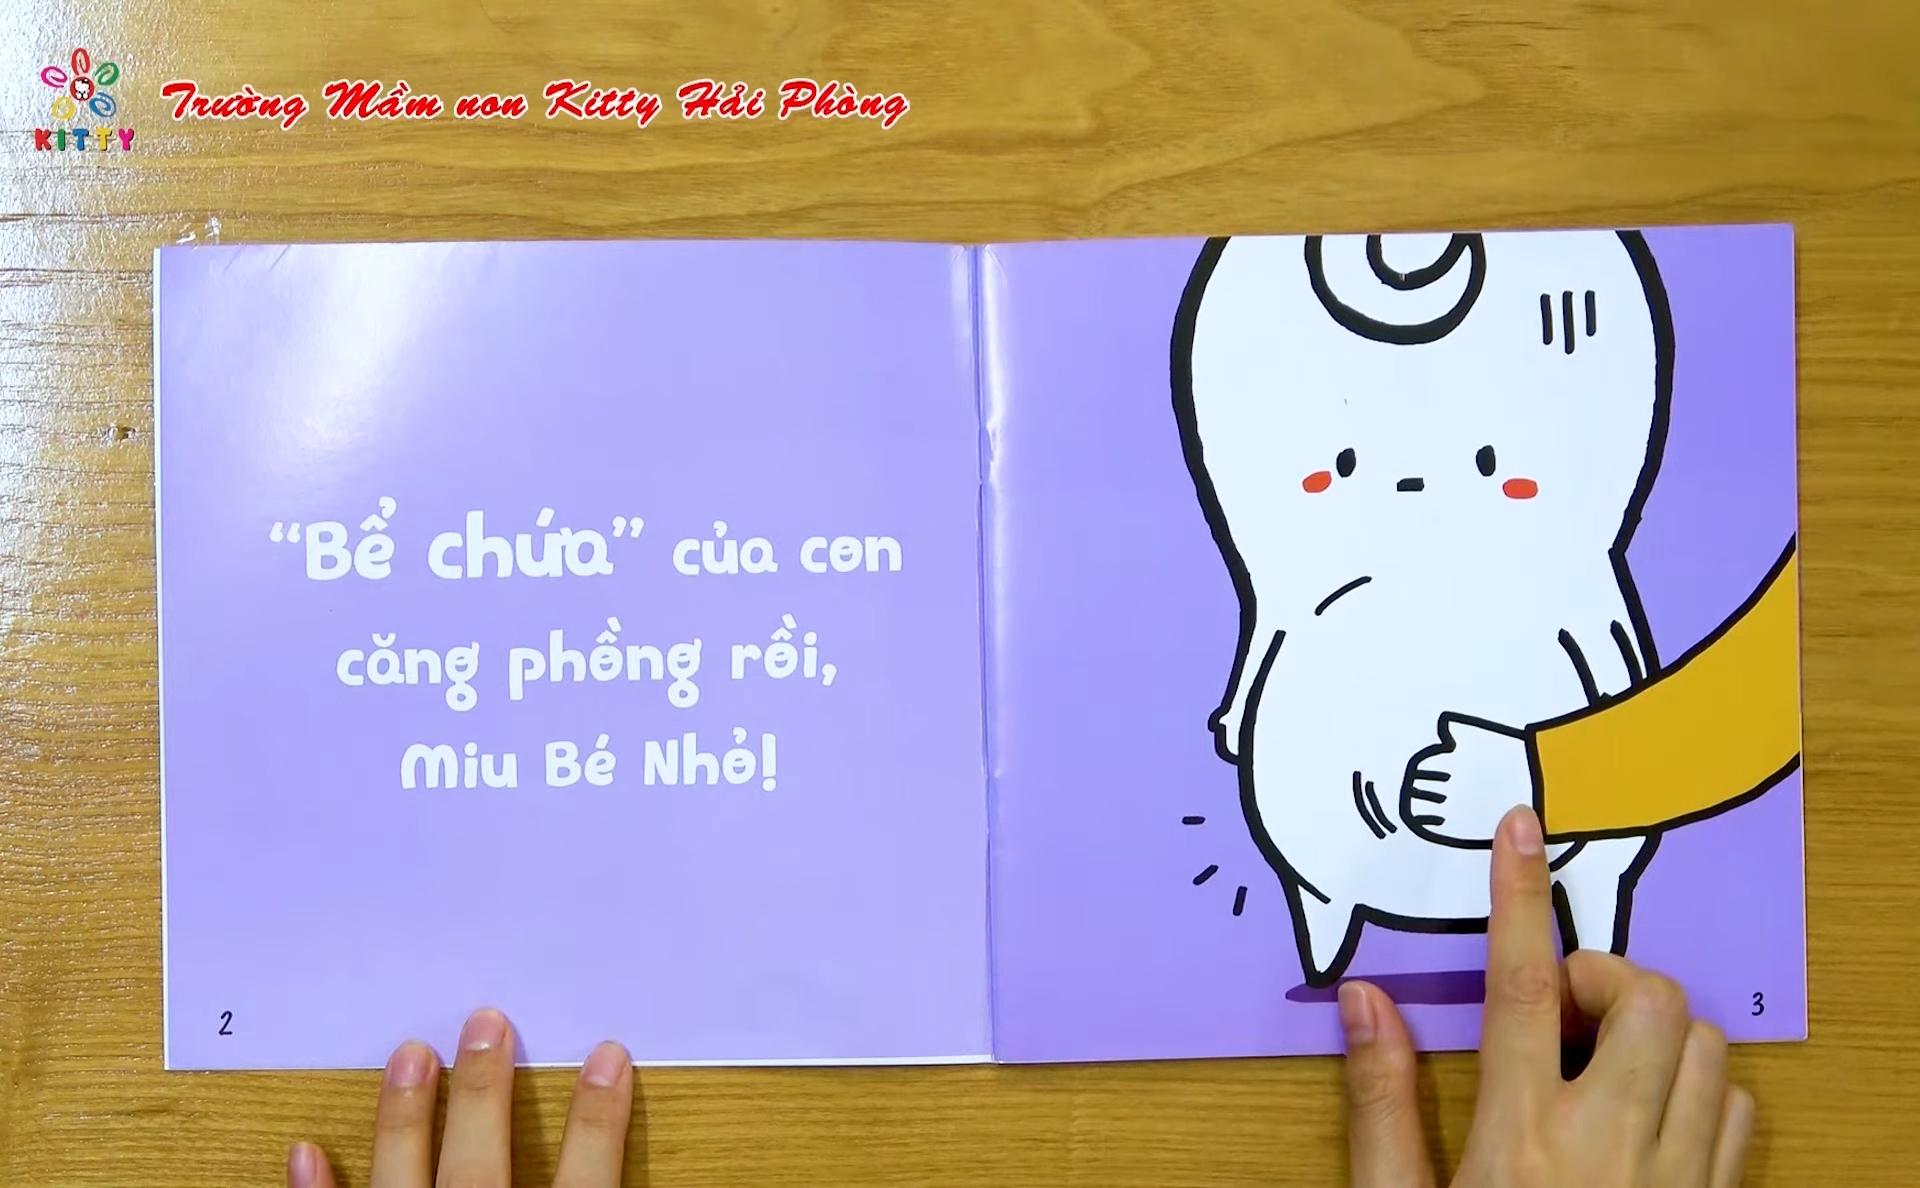 KITTY
Trường Mầm non Kitty Hải Phòng
“Bể chứa” của con
căng phồng rồi,
Miu Bé Nhỏ!
2
3